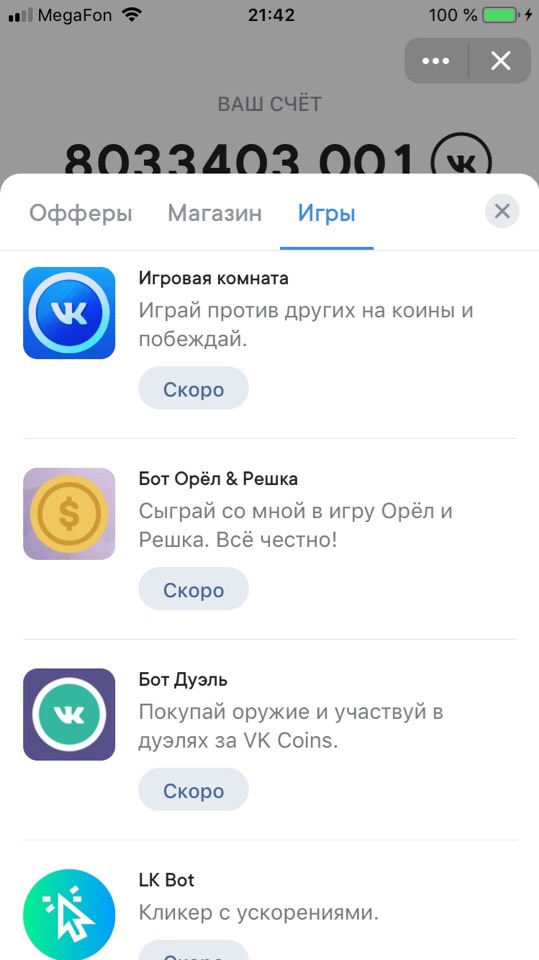 MegaFon 21:42 100 %
ВАШ СЧЁТ
8033403,001
Офферы Магазин Игры
Игровая комната
Играй против других на коины и
побеждай.
Скоро
Бот Орёл & Решка
Сыграй со мной в игру Орёл и
Решка. Всё честно!
Скоро
Бот Дуэль
Покупай оружие и участвуй в
дуэлях за VK Coins.
Скоро
LK Bot
Кликер с ускорениями.
Скоро